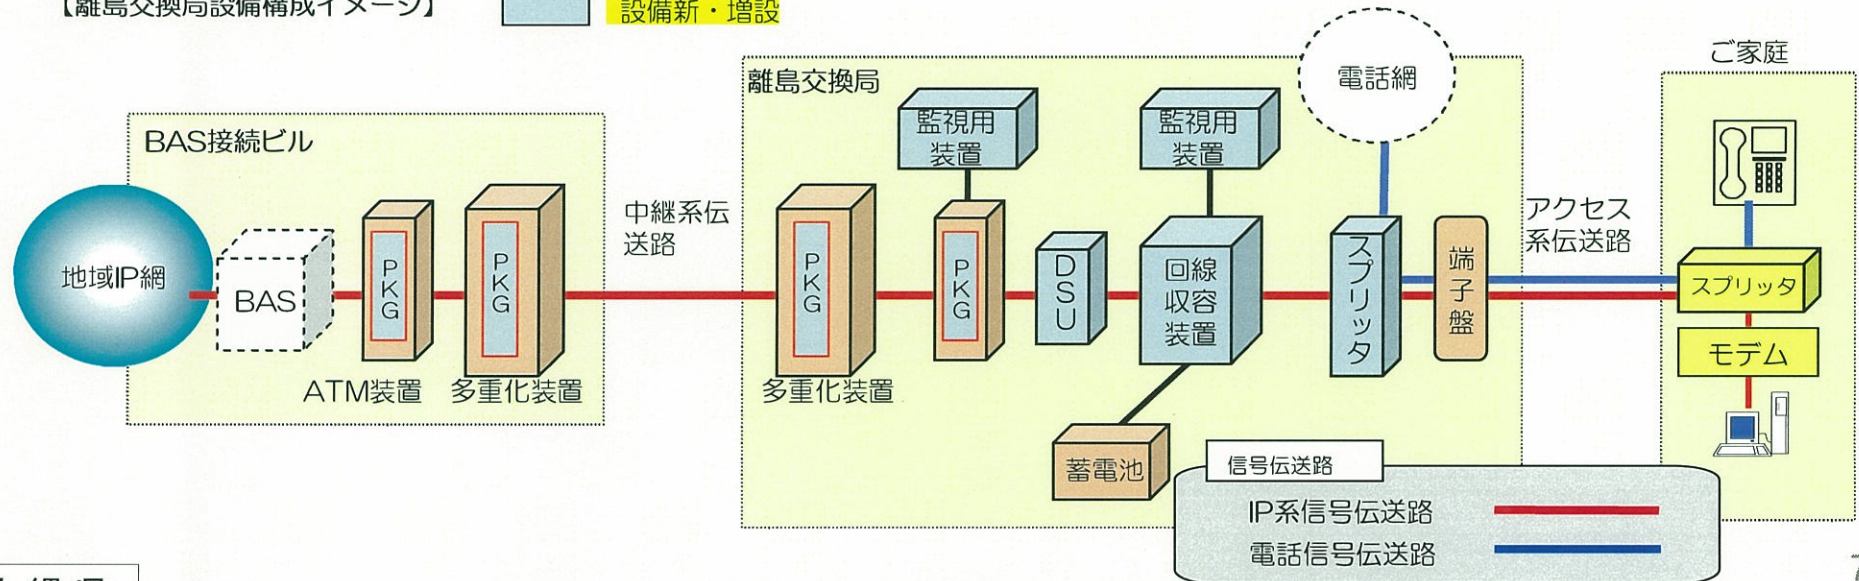 【離島交換局設備構成イメージ】
設備新・増設
BAS接続ビル
地域IP網
BAS
PKG
ATM装置
PKG
多重化装置
中継系伝
送路
離島交換局
PKG
多重化装置
監視用
装置
PKG
DSU
監視用
装置
回線
収容
装置
蓄電池
電話網
スプリッタ
端子盤
アクセス
系伝送路
ご家庭
スプリッタ
モデム
信号伝送路
IP系信号伝送路
電話信号伝送路